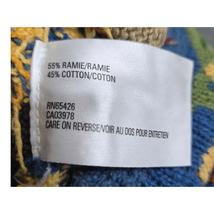 55% RAMIE/RAMIE
45% COTTON/COTON
RN65426
CA03978
CARE ON REVERSE/VOIR AU DOS POUR ENTRETIEN